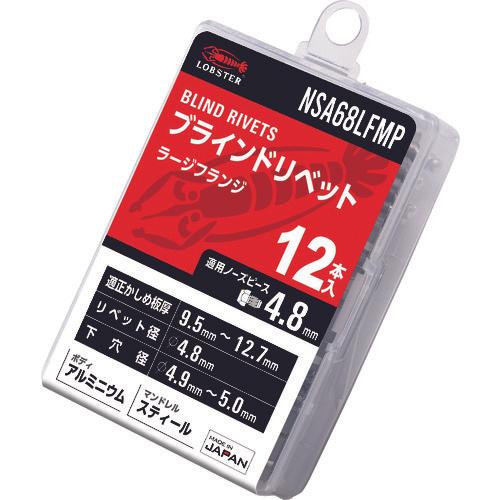 LOBSTER
NSA68LFMP
BLIND RIVETS
ブラインドリベット
ラージフランジ
12本入
適用ノーズピース
4.8mm
適正かしめ板厚 9.5mm～12.7mm
リベット径 ∅4.8mm
下穴径 ∅4.9mm～5.0mm
ボディ アルミニウム
マンドレル スティール
MADE IN JAPAN